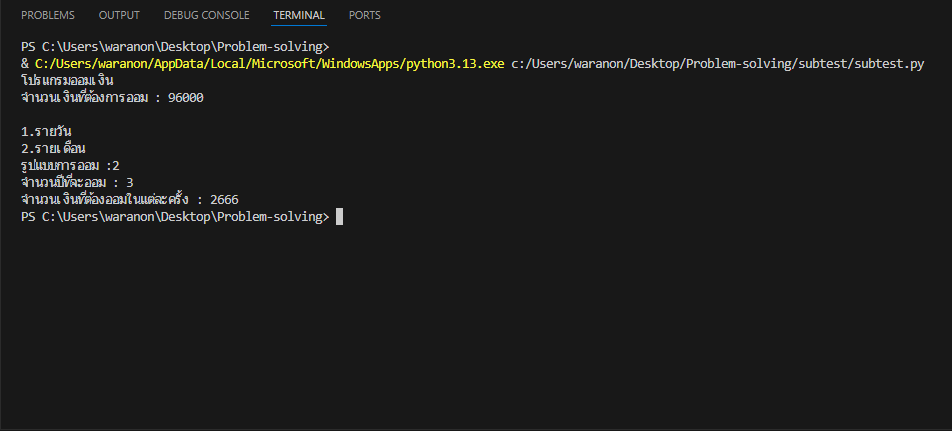 PROBLEMS OUTPUT DEBUG CONSOLE TERMINAL PORTS
PS C:\Users\waranon\Desktop\Problem-solving>
& C:/Users/waranon/AppData/Local/Microsoft/WindowsApps/python3.13.exe c:/Users/waranon/Desktop/Problem-solving/subtest/subtest.py
โปรแกรมออมเงิน
จำนวนเงินที่ต้องการออม : 96000
1.รายวัน
2.รายเดือน
รูปแบบการออม :2
จำนวนปีที่จะออม : 3
จำนวนเงินที่ต้องออมในแต่ละครั้ง : 2666
PS C:\Users\waranon\Desktop\Problem-solving>